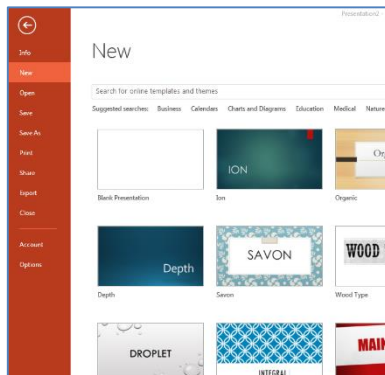 Presentation2 -
Info
New
Open
Save
Save As
Print
Share
Export
Close
Account
Options
New
Search for online templates and themes
Suggested searches: Business Calendars Charts and Diagrams Education Medical Nature
ION
Org
Blank Presentation Ion Organic
Depth SAVON WOOD
Depth Savon Wood Type
DROPLET INTEGRAL MAIN